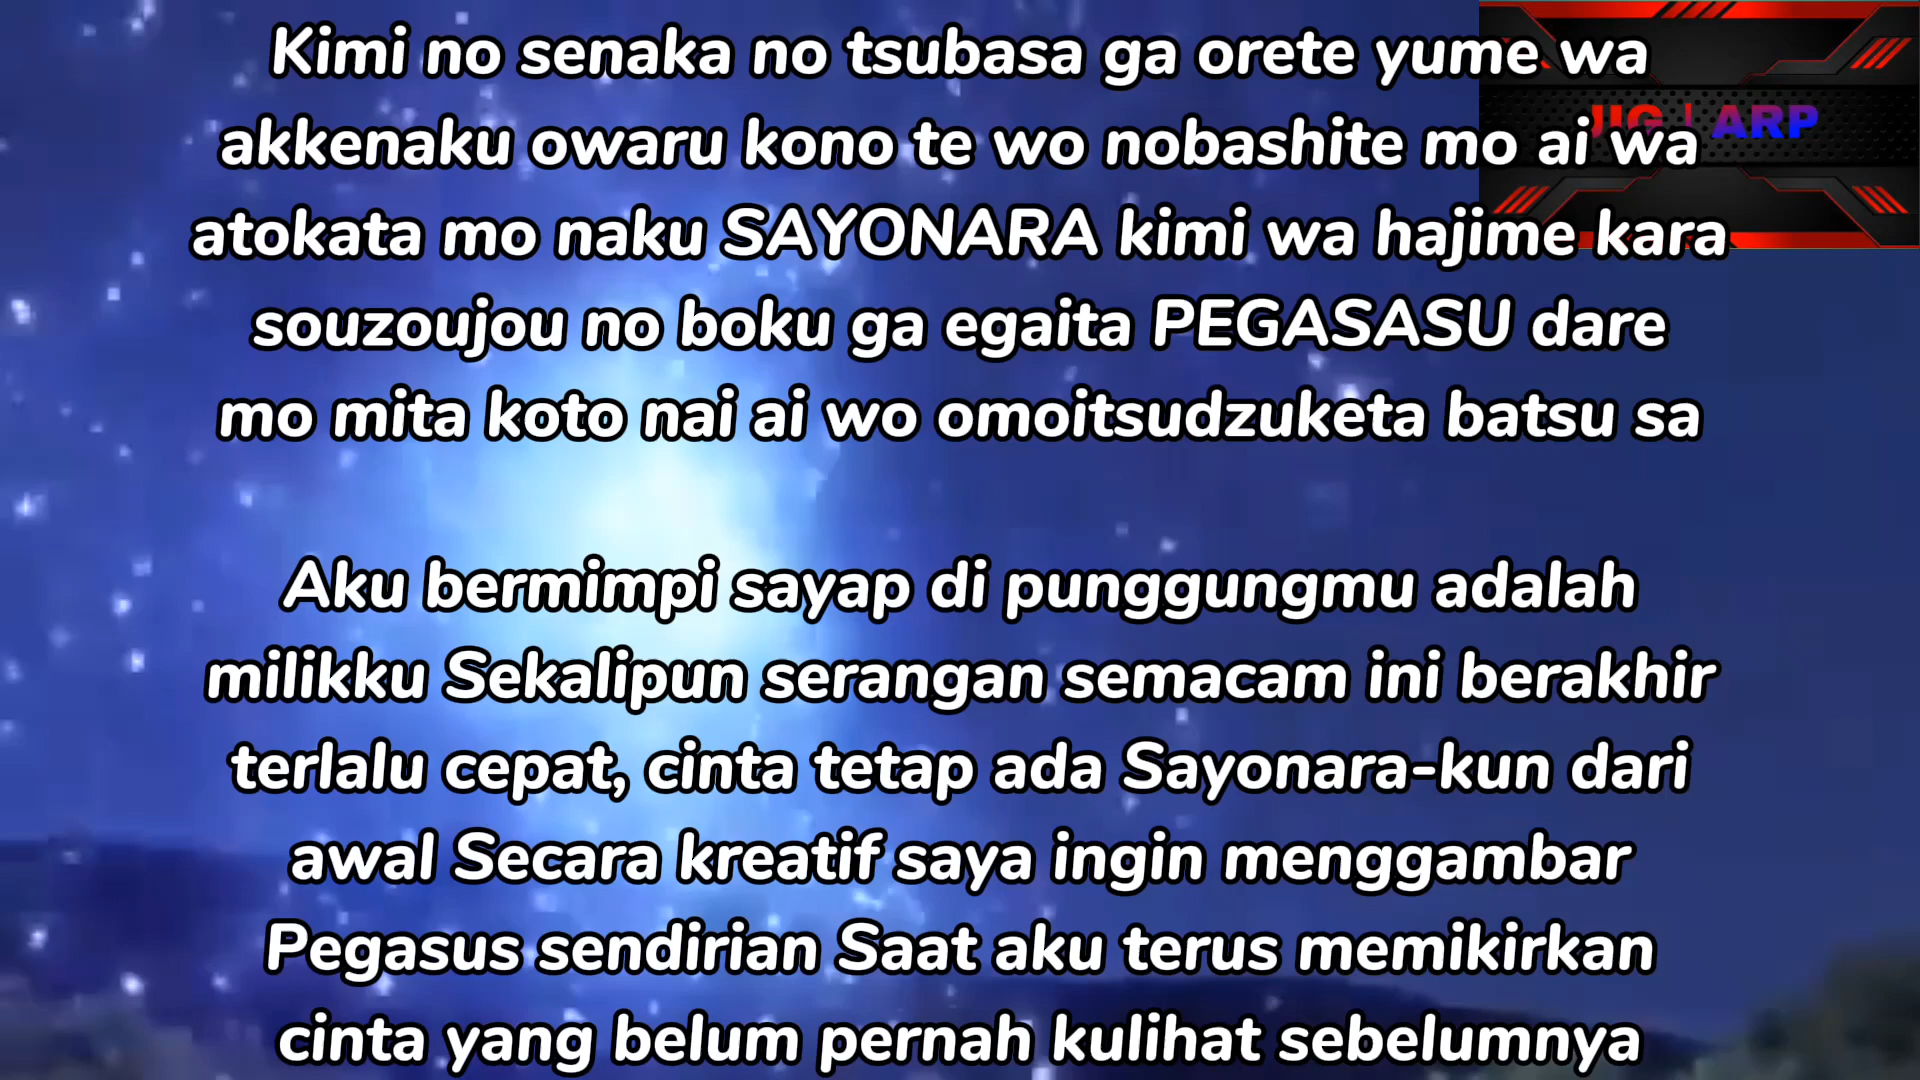 Kimi no senaka no tsubasa ga orete yume wa
akkenaku owaru kono te wo nobashite mo ai wa
atokata mo naku SAYONARA kimi wa hajime kara
souzoujou no boku ga egaita PEGASASU dare
mo mita koto nai ai wo omoitsudzuketa batsu sa
Aku bermimpi sayap di punggungmu adalah
milikku Sekalipun serangan semacam ini berakhir
terlalu cepat, cinta tetap ada Sayonara-kun dari
awal Secara kreatif saya ingin menggambar
Pegasus sendirian Saat aku terus memikirkan
cinta yang belum pernah kulihat sebelumnya
ARP